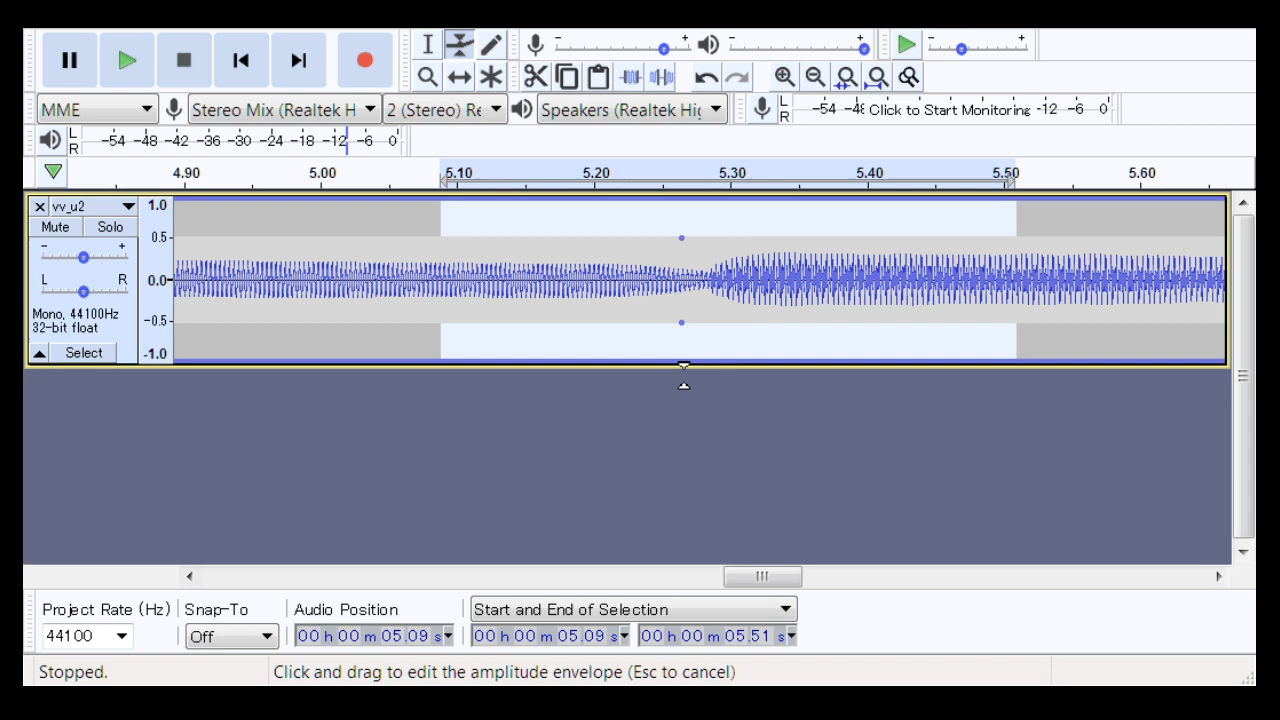 MME
Stereo Mix (Realtek H
2 (Stereo) Re
Speakers (Realtek Hig
L
R
-54 -48 Click to Start Monitoring -12 -6 0
L
R
-54 -48 -42 -36 -30 -24 -18 -12 -6 0
4.90 5.00 5.10 5.20 5.30 5.40 5.50 5.60
vv_u2
Mute Solo
- +
L R
Mono, 44100Hz
32-bit float
Select
1.0
0.5
0.0
-0.5
-1.0
Project Rate (Hz) Snap-To Audio Position Start and End of Selection
44100 Off 00 h 00 m 05.09 s 00 h 00 m 05.09 s 00 h 00 m 05.51 s
Stopped. Click and drag to edit the amplitude envelope (Esc to cancel)